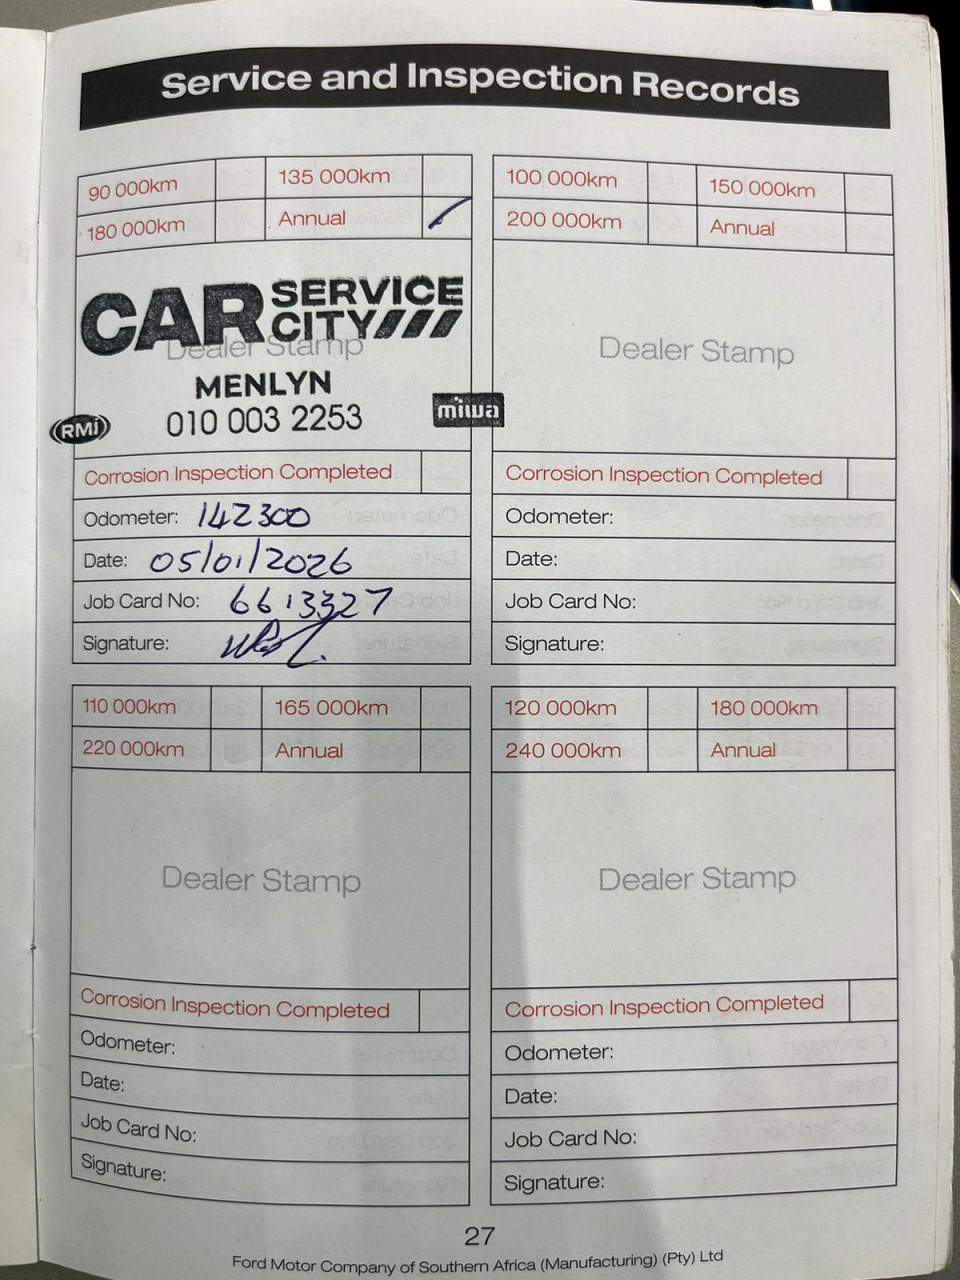 Service and Inspection Records
90 000km 135 000km
180 000km Annual
CAR SERVICE CITY
Dealer Stamp
MENLYN
RMi 010 003 2253 miwa
Corrosion Inspection Completed
Odometer: 142300
Date: 05/01/2026
Job Card No: 6613327
Signature:
100 000km 150 000km
200 000km Annual
Dealer Stamp
Corrosion Inspection Completed
Odometer:
Date:
Job Card No:
Signature:
110 000km 165 000km
220 000km Annual
Dealer Stamp
Corrosion Inspection Completed
Odometer:
Date:
Job Card No:
Signature:
120 000km 180 000km
240 000km Annual
Dealer Stamp
Corrosion Inspection Completed
Odometer:
Date:
Job Card No:
Signature:
27
Ford Motor Company of Southern Africa (Manufacturing) (Pty) Ltd